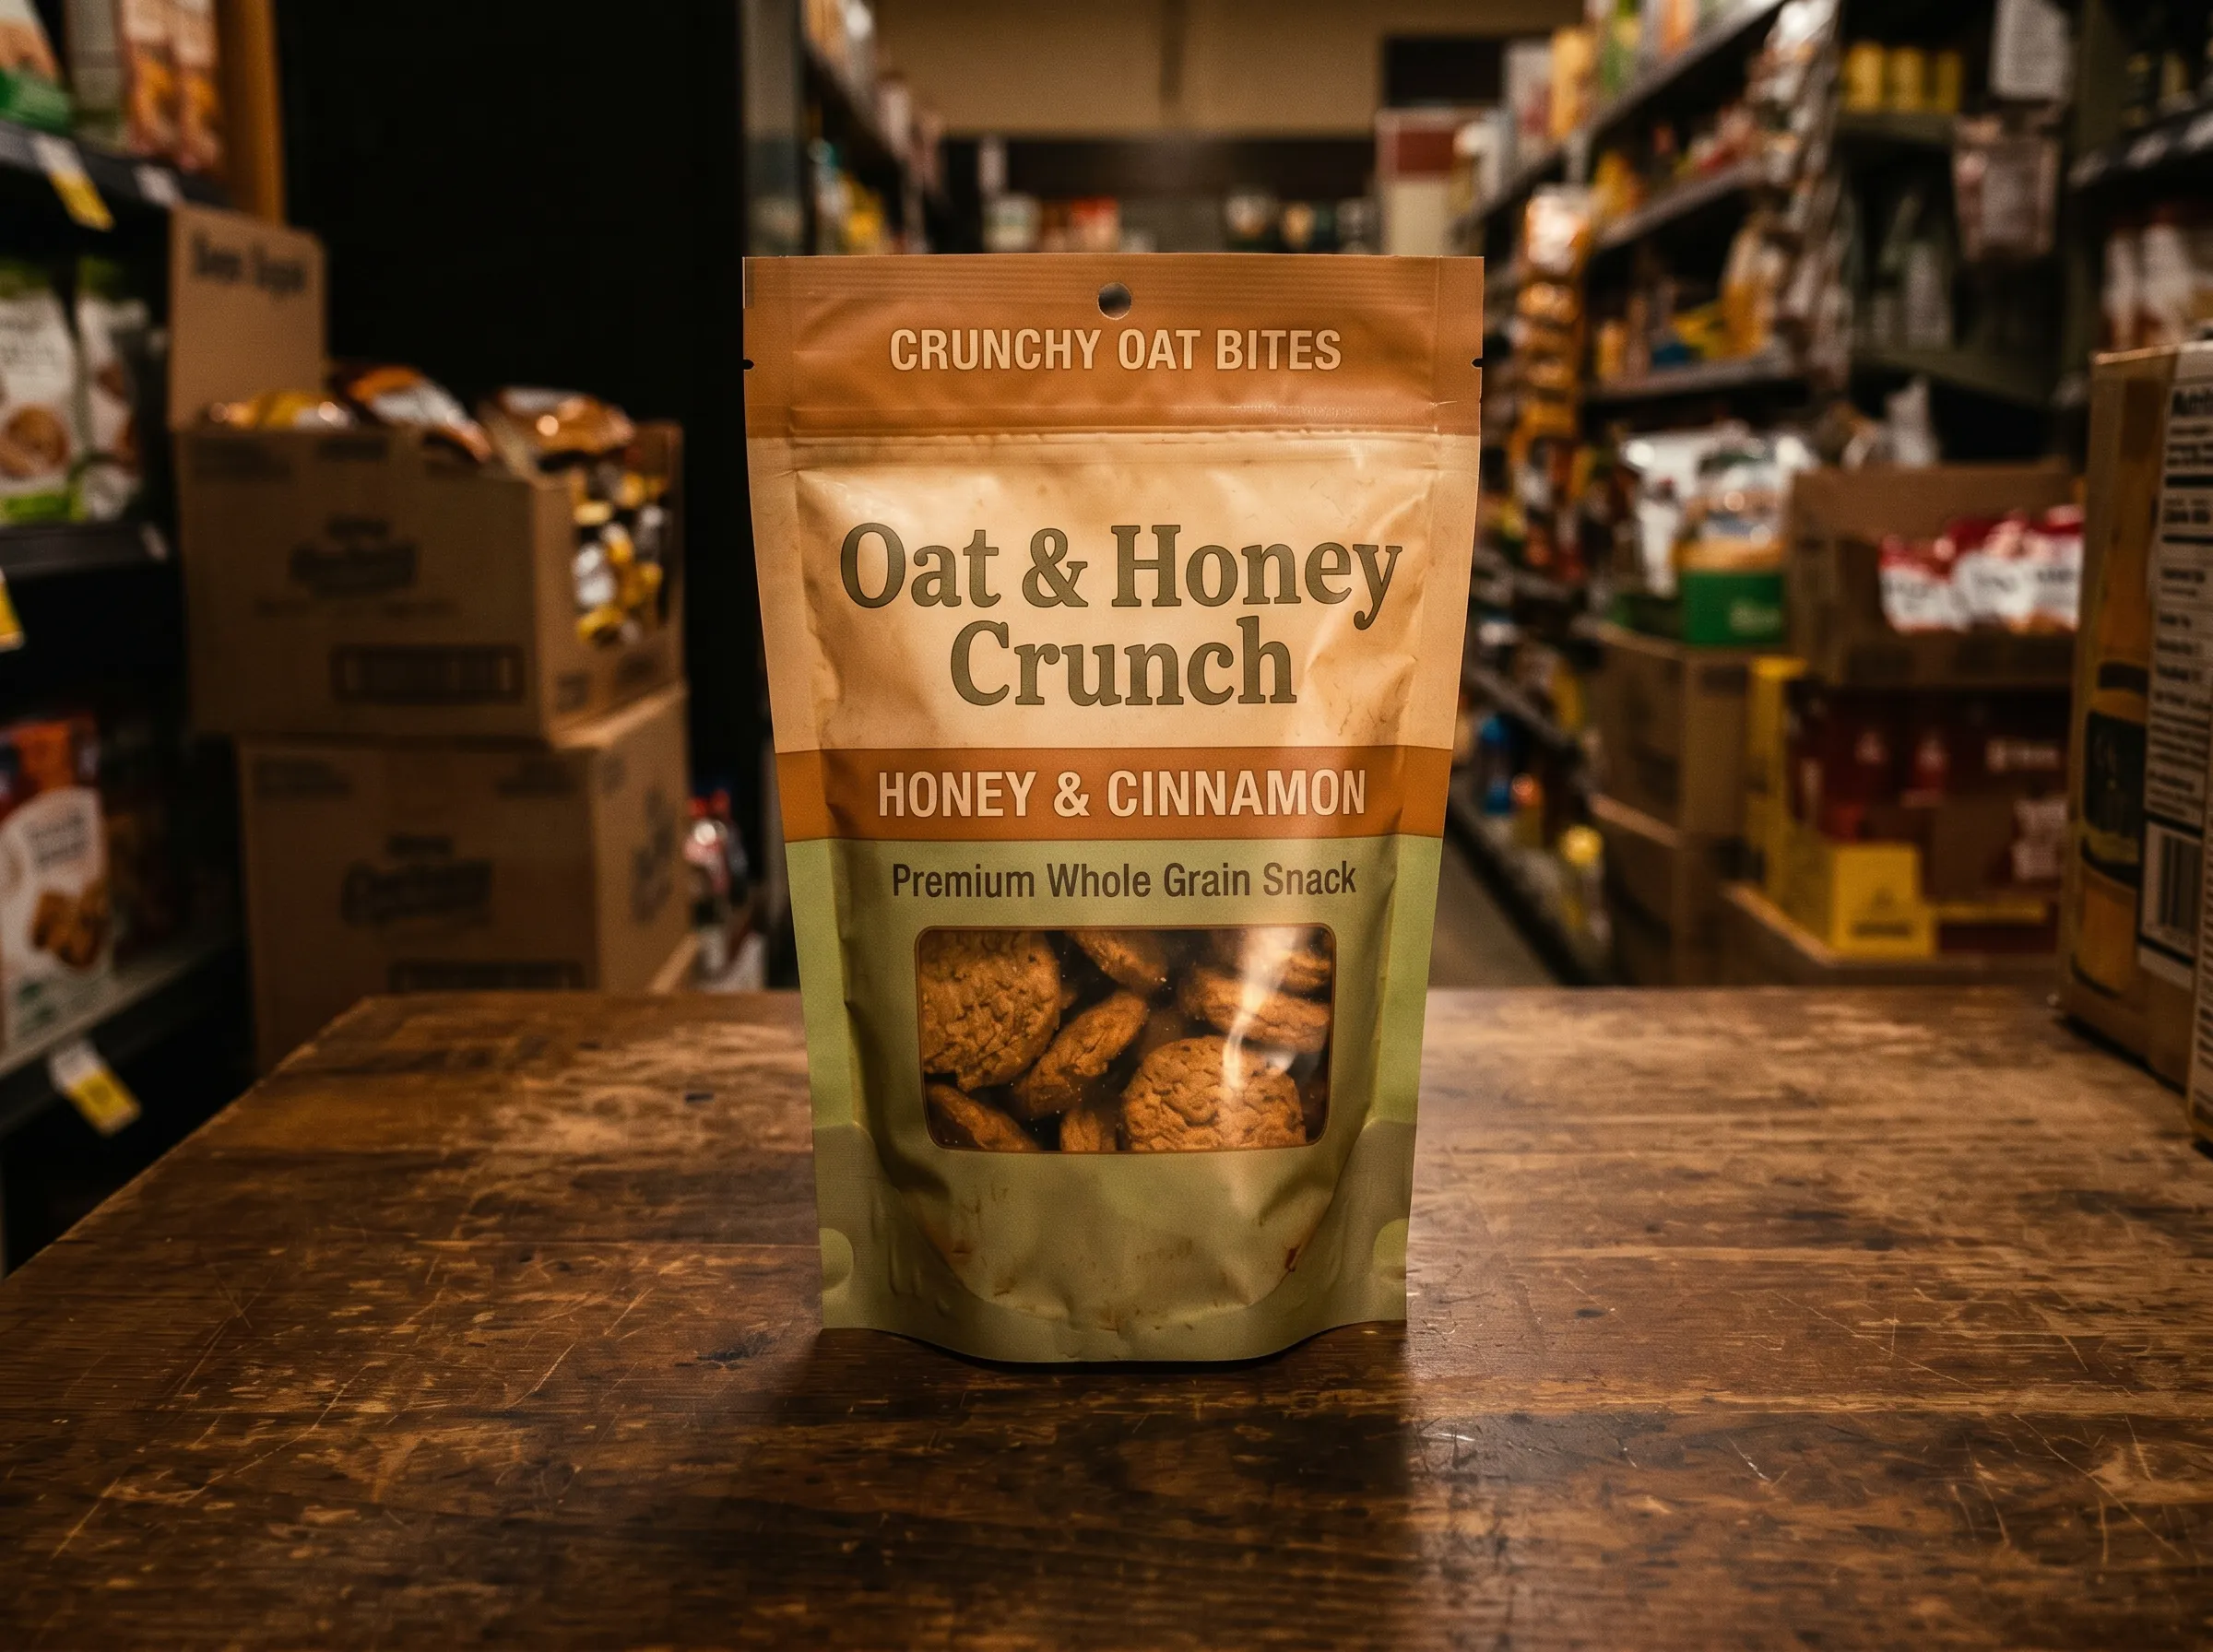 CRUNCHY OAT BITES
Oat & Honey
Crunch
HONEY & CINNAMON
Premium Whole Grain Snack